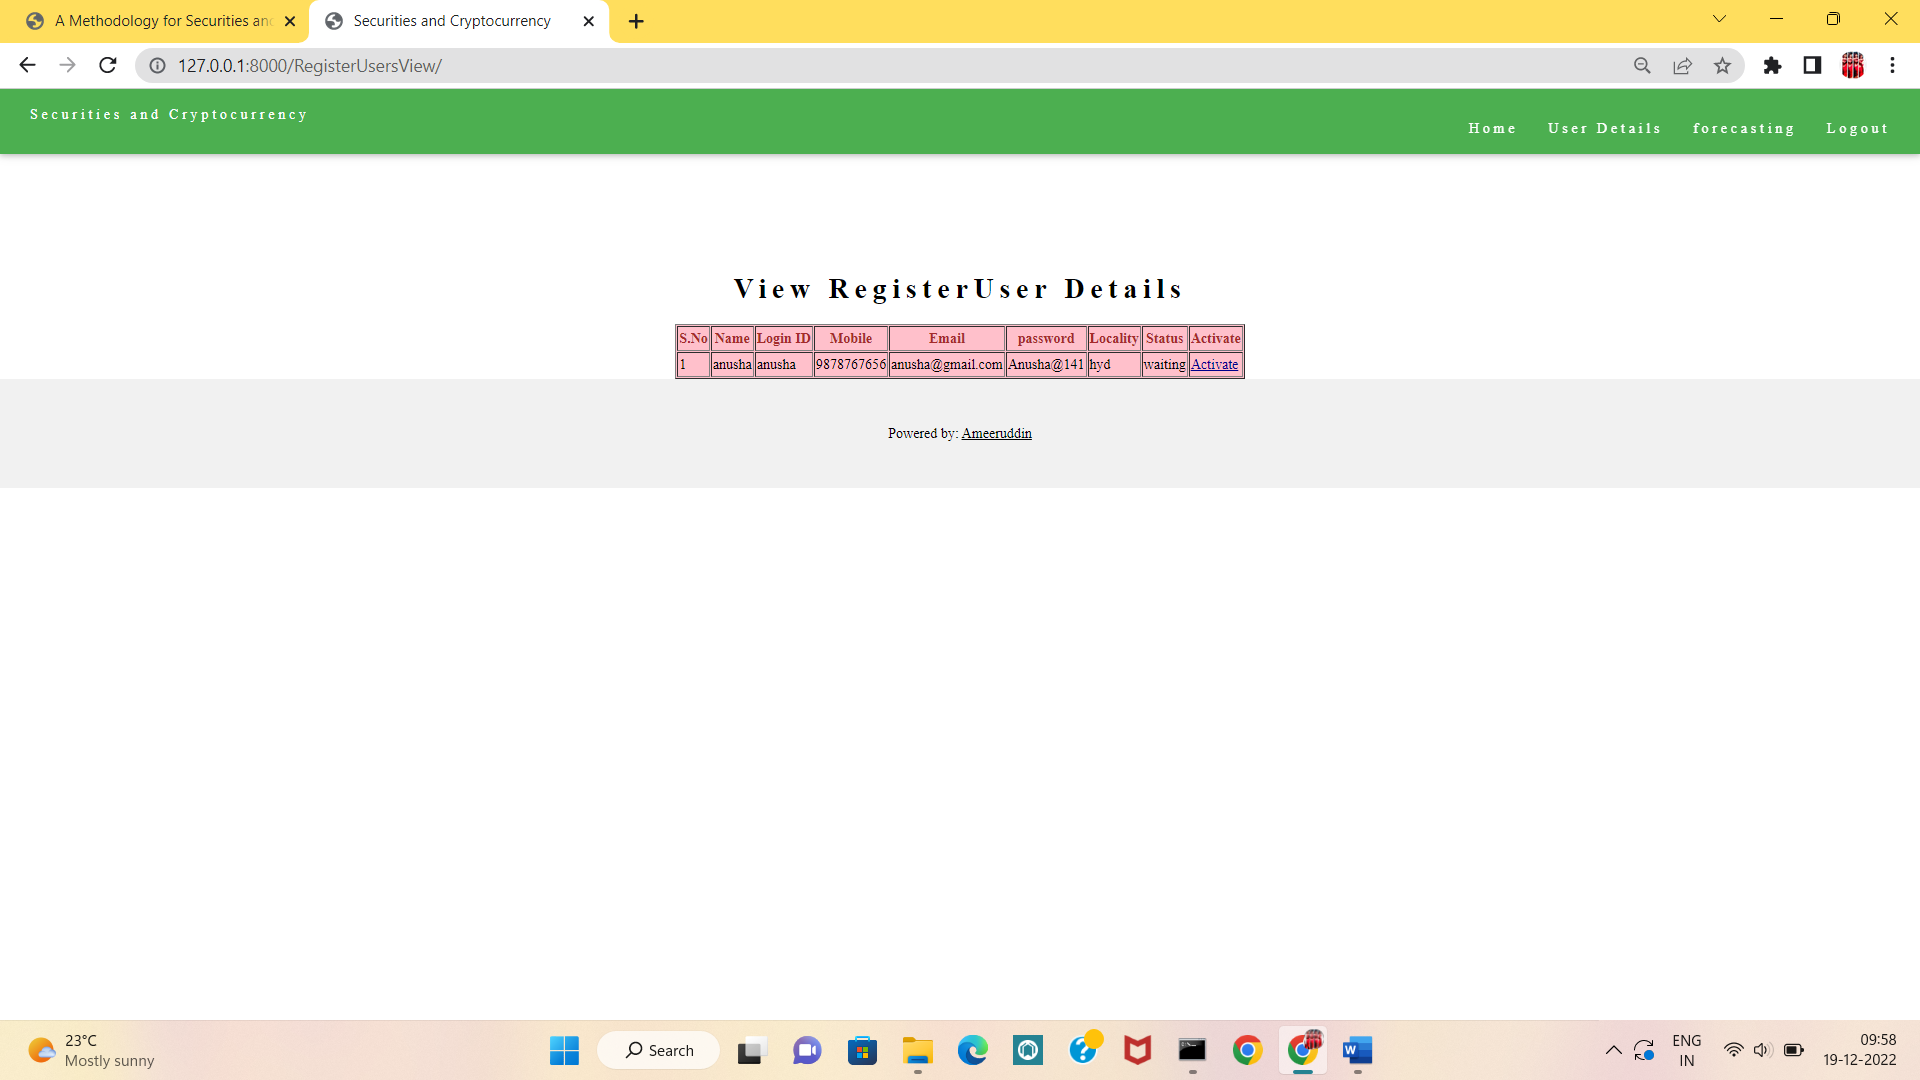 A Methodology for Securities an
Securities and Cryptocurrency
127.0.0.1:8000/RegisterUsersView/
Securities and Cryptocurrency
Home User Details forecasting Logout
View RegisterUser Details
S.No Name Login ID Mobile Email password Locality Status Activate
1 anusha anusha 9878767656 anusha@gmail.com Anusha@141 hyd waiting Activate
Powered by: Ameeruddin
23°C
Mostly sunny
Search
ENG
IN
09:58
19-12-2022